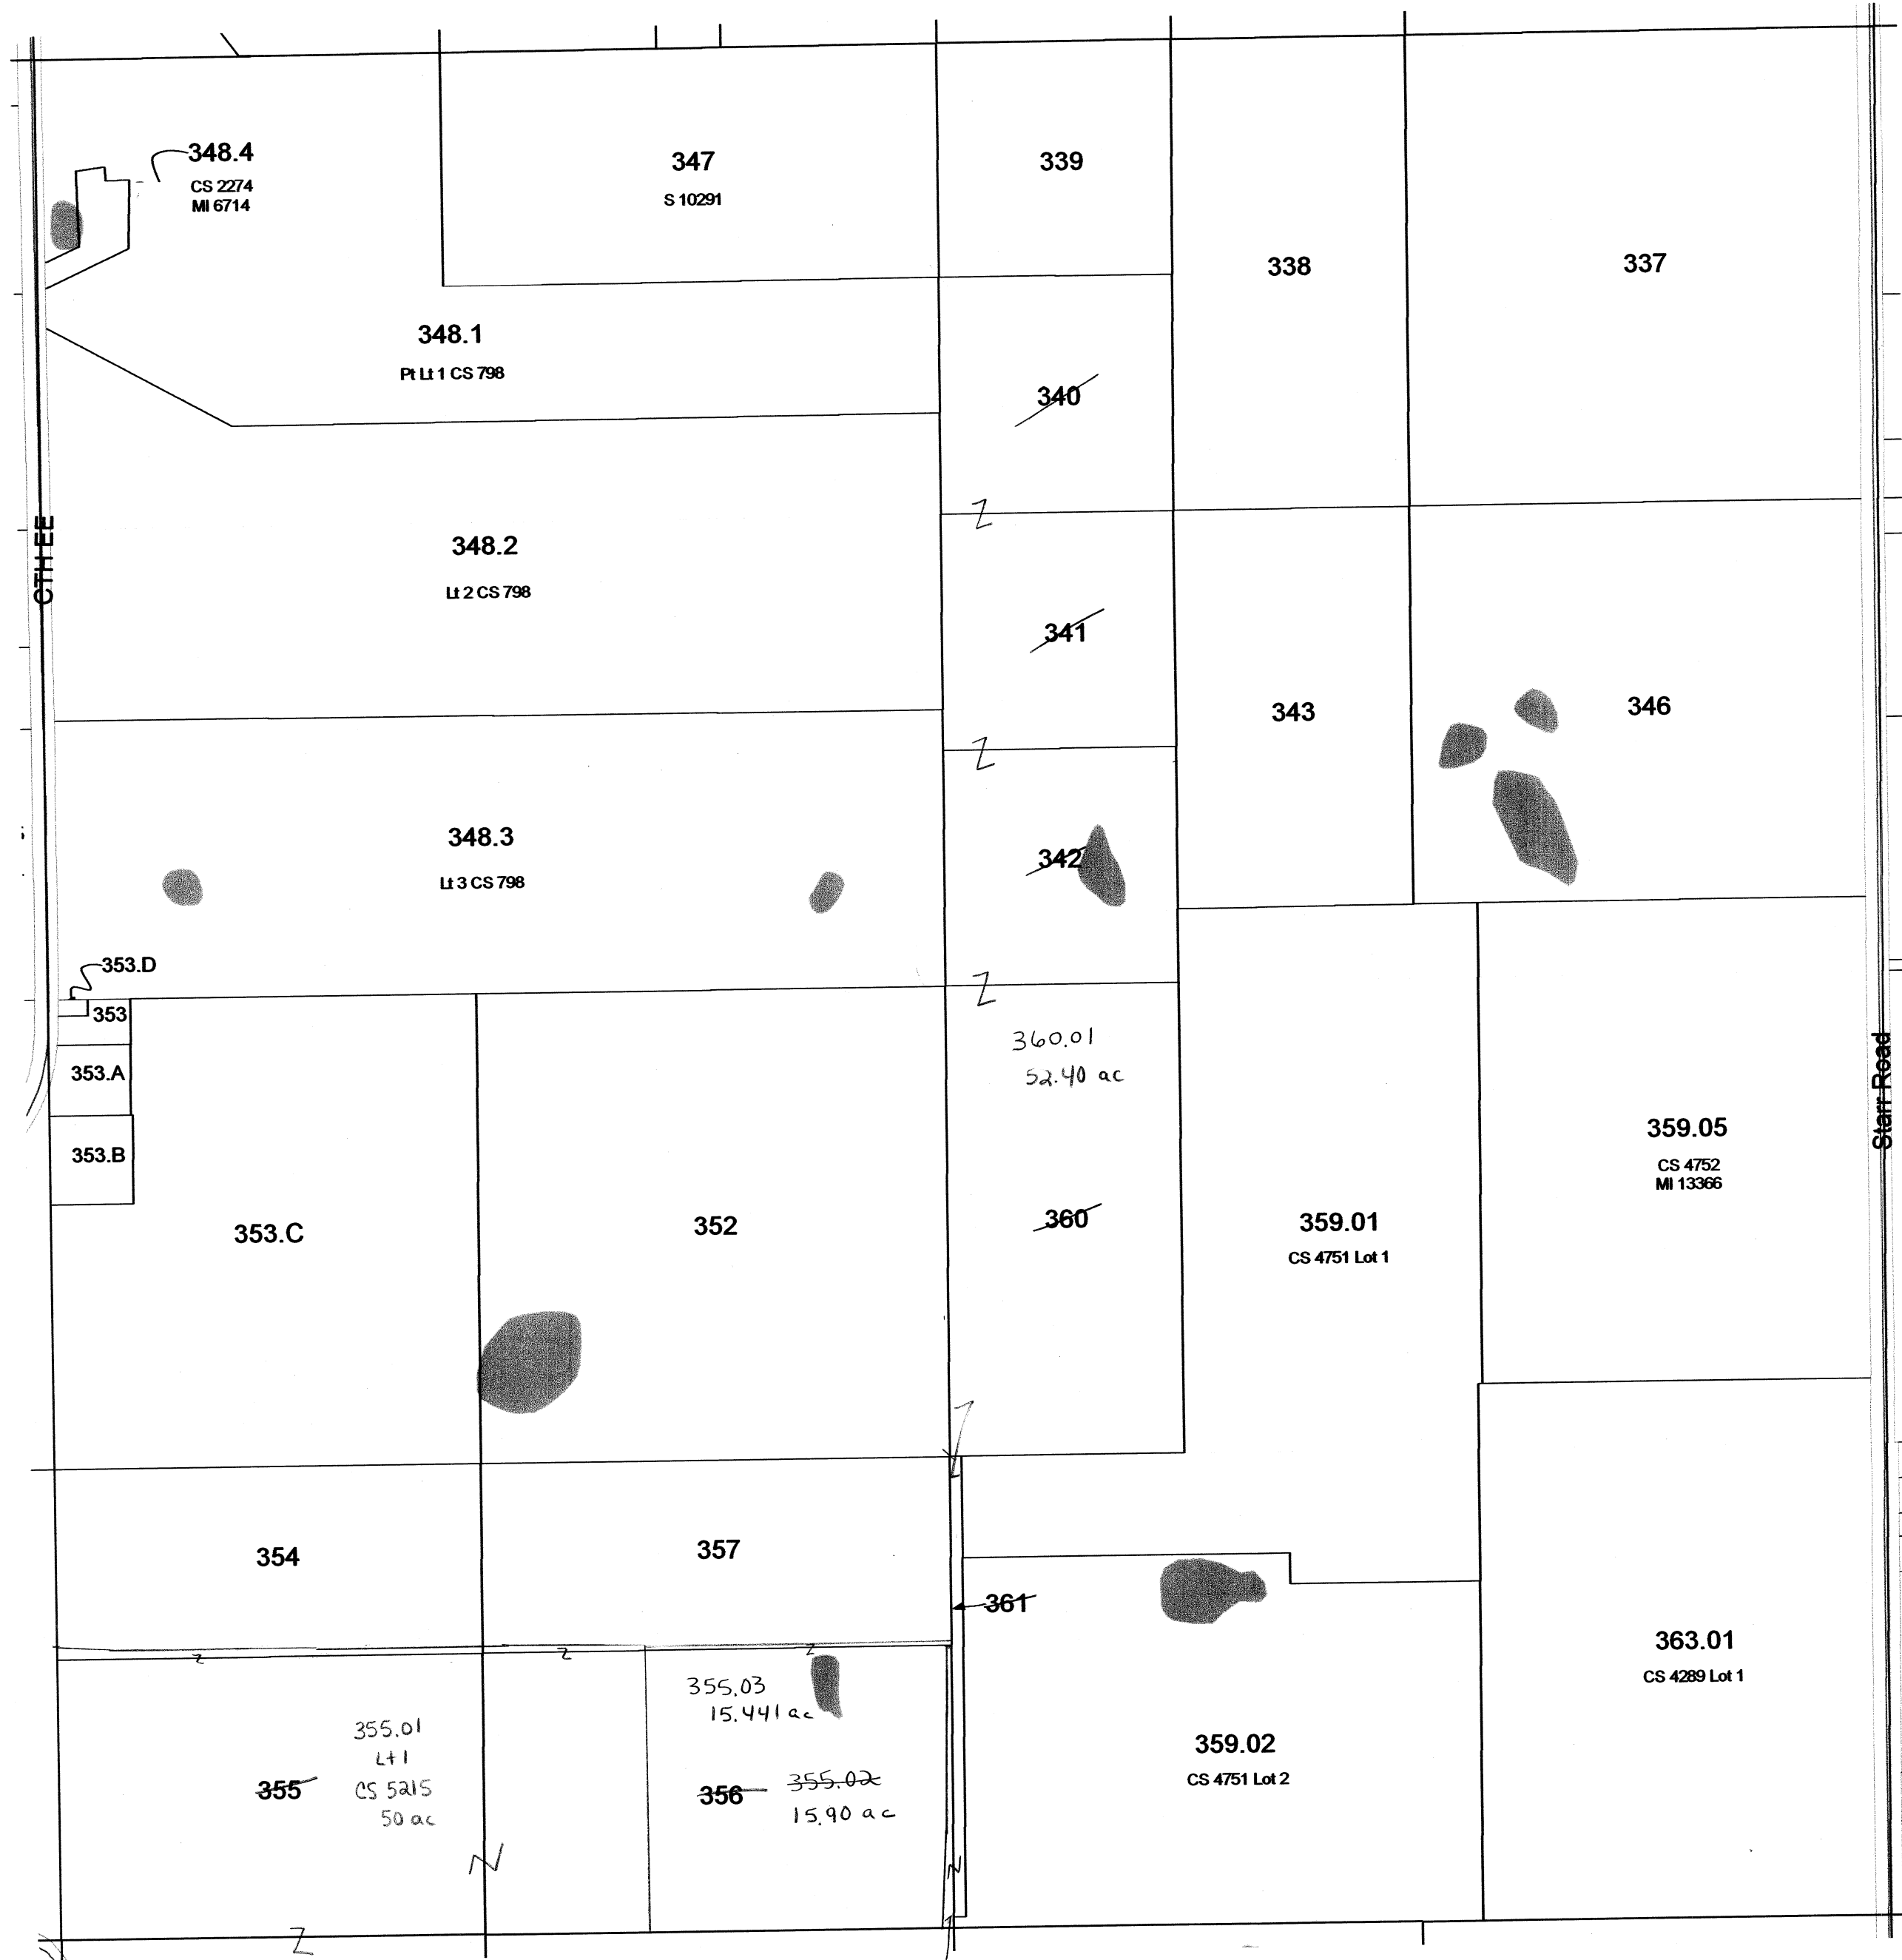 348.4
CS 2274
MI 6714
347
S 10291
339
338
337
348.1
Pt Lt 1 CS 798
340
CTH EE
348.2
Lt 2 CS 798
341
343
346
348.3
Lt 3 CS 798
342
353.D
353
353.A
353.B
353.C
352
360.01
52.40 ac
360
359.01
CS 4751 Lot 1
359.05
CS 4752
MI 13366
Starr Road
354
357
361
363.01
CS 4289 Lot 1
355.01
Lt 1
CS 5215
50 ac
355
355.03
15.441 ac
356
355.02
15.90 ac
359.02
CS 4751 Lot 2